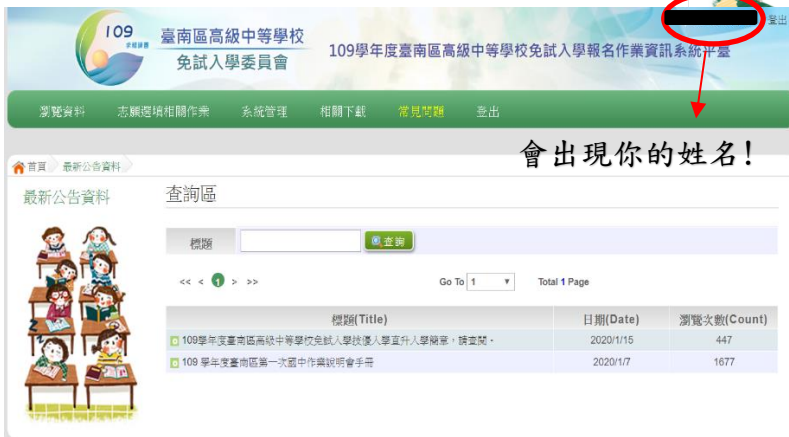 109
臺南區高級中等學校
免試入學委員會
109學年度臺南區高級中等學校免試入學報名作業資訊系統平臺
登出
瀏覽資料 志願選填相關作業 系統管理 相關下載 常見問題 登出
會出現你的姓名!
首頁 最新公告資料
最新公告資料
查詢區
標題 查詢
<< < 1 > >> Go To 1 Total 1 Page
標題(Title) 日期(Date) 瀏覽次數(Count)
109學年度臺南區高級中等學校免試入學技優入學直升入學簡章,請查閱。 2020/1/15 447
109 學年度臺南區第一次國中作業說明會手冊 2020/1/7 1677